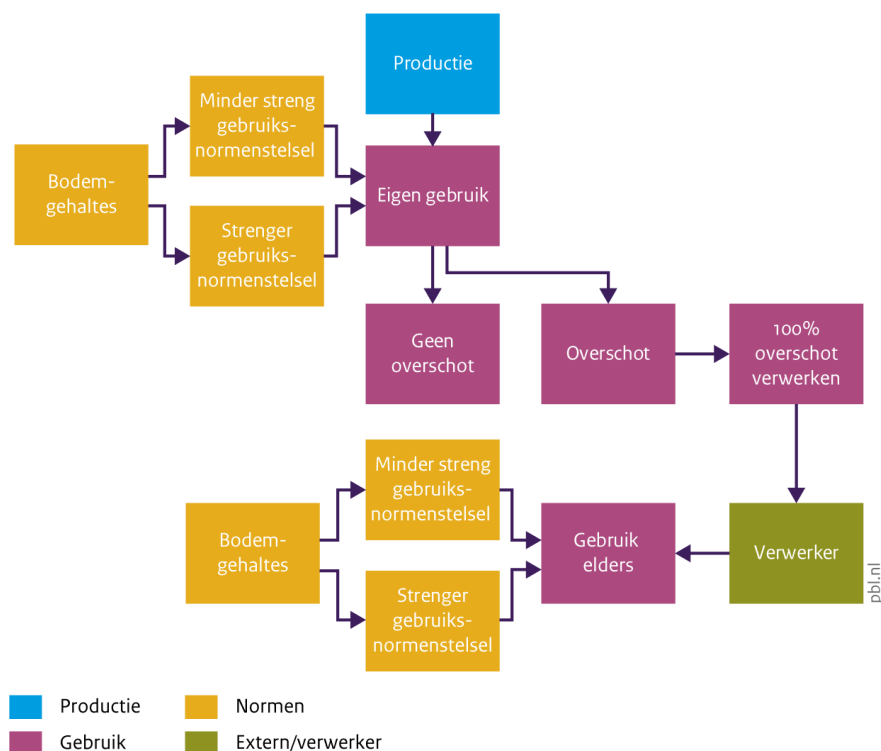 Productie
Minder streng
gebruiks-
normenstelsel
Bodem-
gehaltes
Eigen gebruik
Strenger
gebruiks-
normenstelsel
Geen
overschot
Overschot
100%
overschot
verwerken
Minder streng
gebruiks-
normenstelsel
Bodem-
gehaltes
Gebruik
elders
Verwerker
Strenger
gebruiks-
normenstelsel
pbl.nl
Productie
Normen
Gebruik
Extern/verwerker